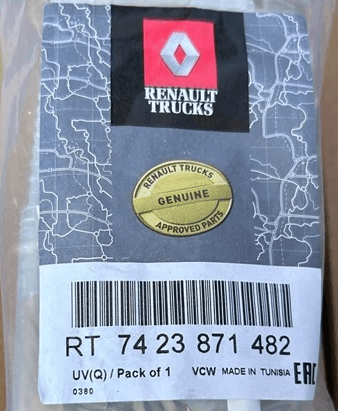 RENAULT
TRUCKS
RENAULT TRUCKS
GENUINE
APPROVED PARTS
RT 74 23 871 482
UV(Q) / Pack of 1 VCW MADE IN TUNISIA EAC
0380